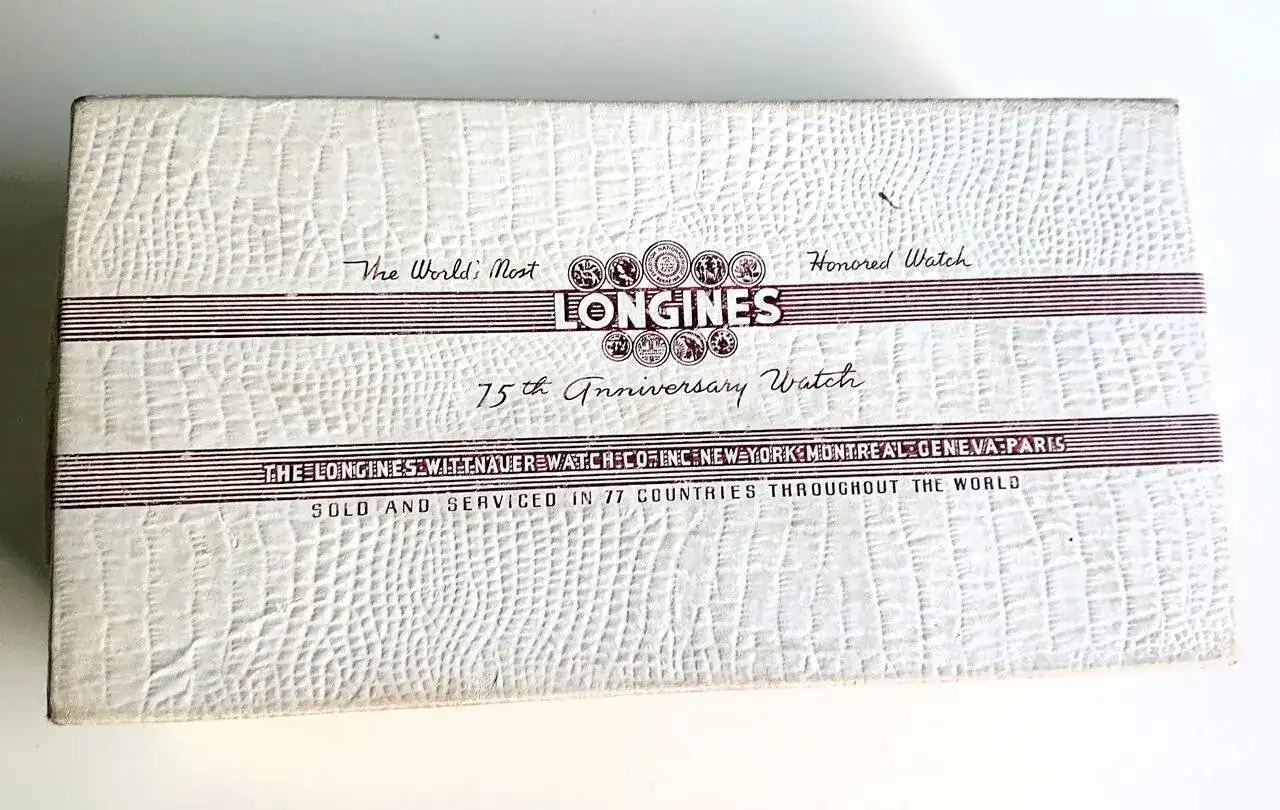 The World's Most Honored Watch
LONGINES
75th Anniversary Watch
THE LONGINES-WITTNAUER WATCH CO. INC. NEW YORK-MONTREAL-GENEVA-PARIS
SOLD AND SERVICED IN 77 COUNTRIES THROUGHOUT THE WORLD